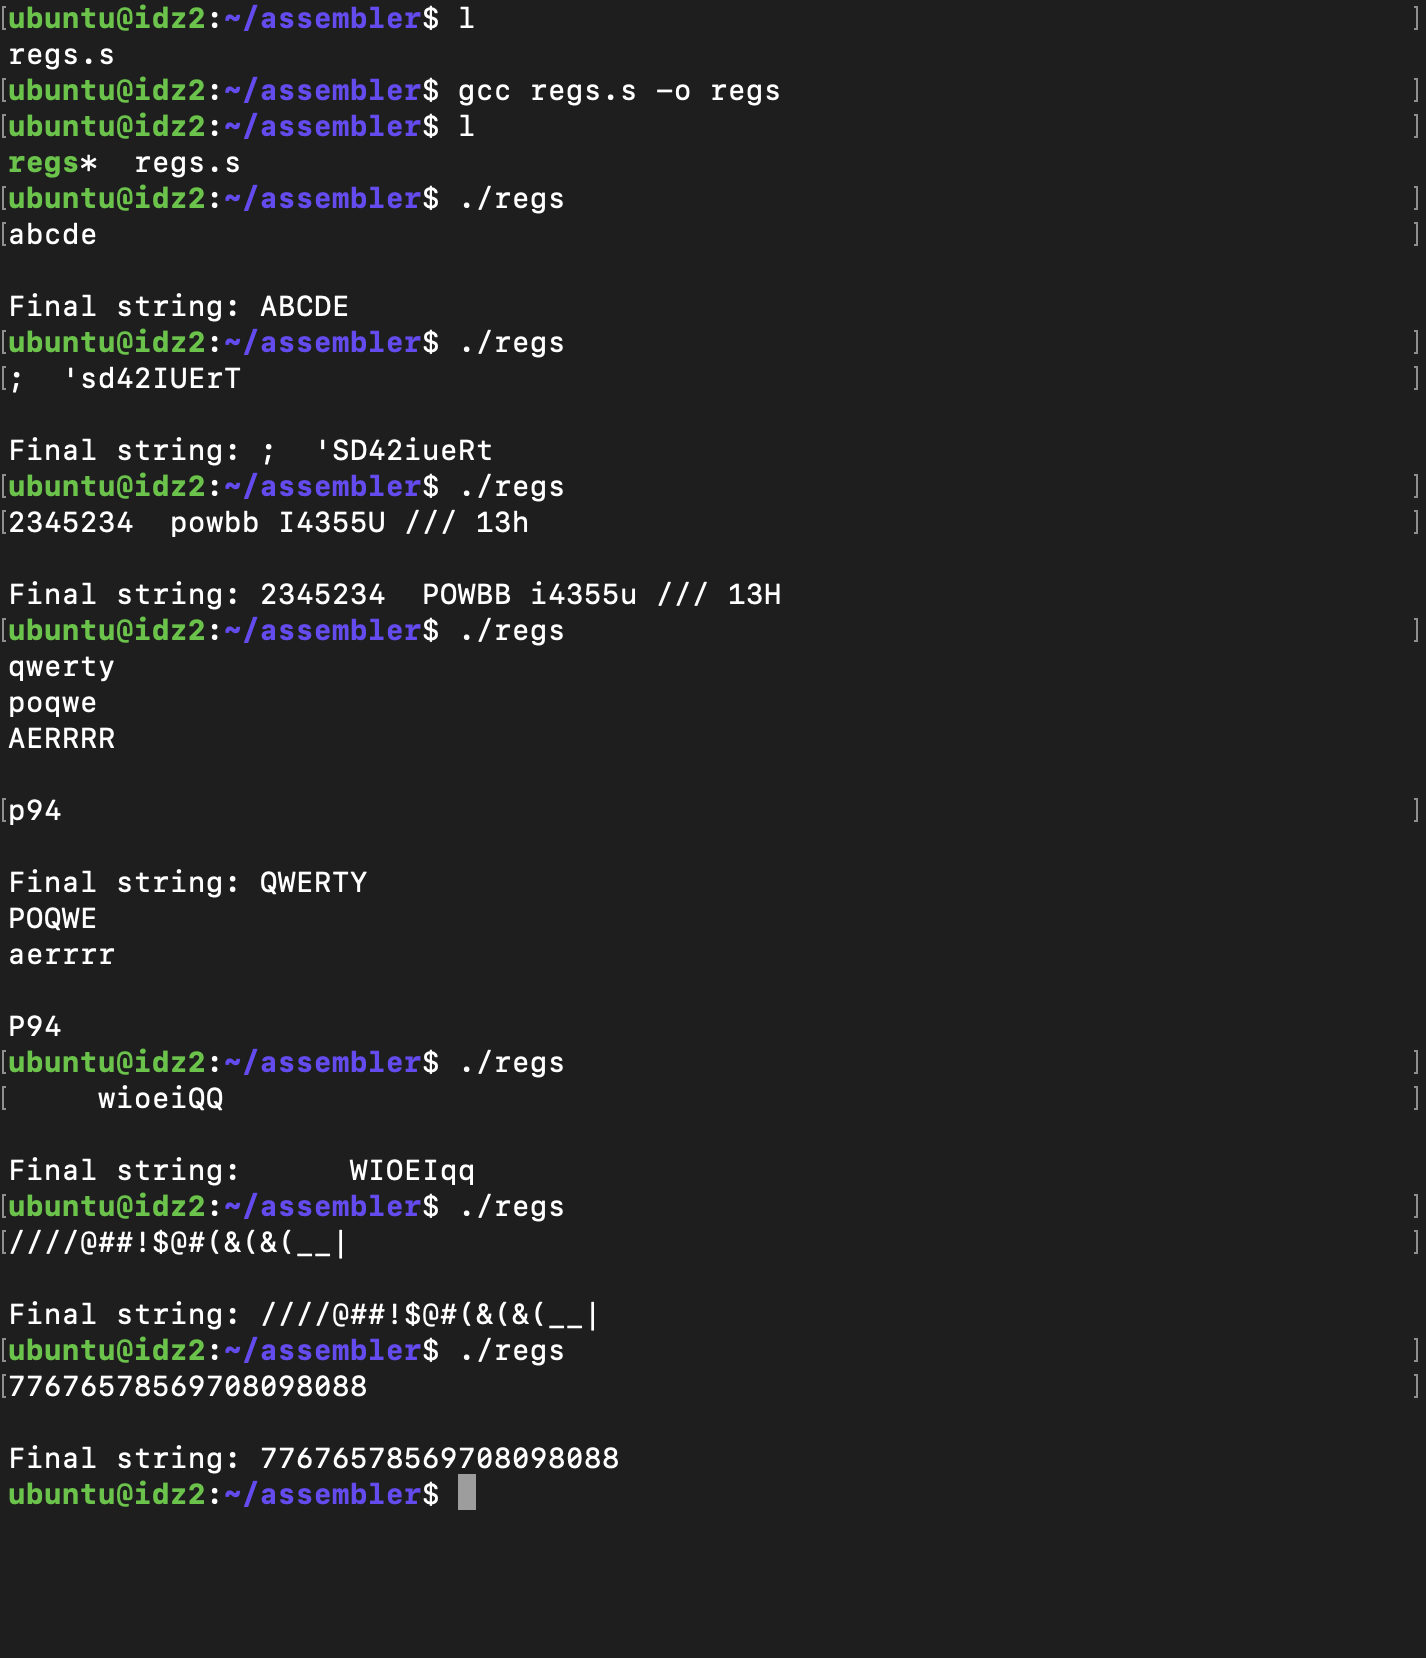 [ubuntu@idz2:~/assembler$ l ]
regs.s
[ubuntu@idz2:~/assembler$ gcc regs.s -o regs ]
[ubuntu@idz2:~/assembler$ l ]
regs*  regs.s
[ubuntu@idz2:~/assembler$ ./regs ]
[abcde ]
Final string: ABCDE
[ubuntu@idz2:~/assembler$ ./regs ]
[;  'sd42IUErT ]
Final string: ;  'SD42iueRt
[ubuntu@idz2:~/assembler$ ./regs ]
[2345234  powbb I4355U /// 13h ]
Final string: 2345234  POWBB i4355u /// 13H
[ubuntu@idz2:~/assembler$ ./regs ]
qwerty
poqwe
AERRRR
[p94 ]
Final string: QWERTY
POQWE
aerrrr
P94
[ubuntu@idz2:~/assembler$ ./regs ]
[     wioeiQQ ]
Final string:      WIOEIqq
[ubuntu@idz2:~/assembler$ ./regs ]
[////@##!$@#(&(&(__| ]
Final string: ////@##!$@#(&(&(__|
[ubuntu@idz2:~/assembler$ ./regs ]
[77676578569708098088 ]
Final string: 77676578569708098088
ubuntu@idz2:~/assembler$